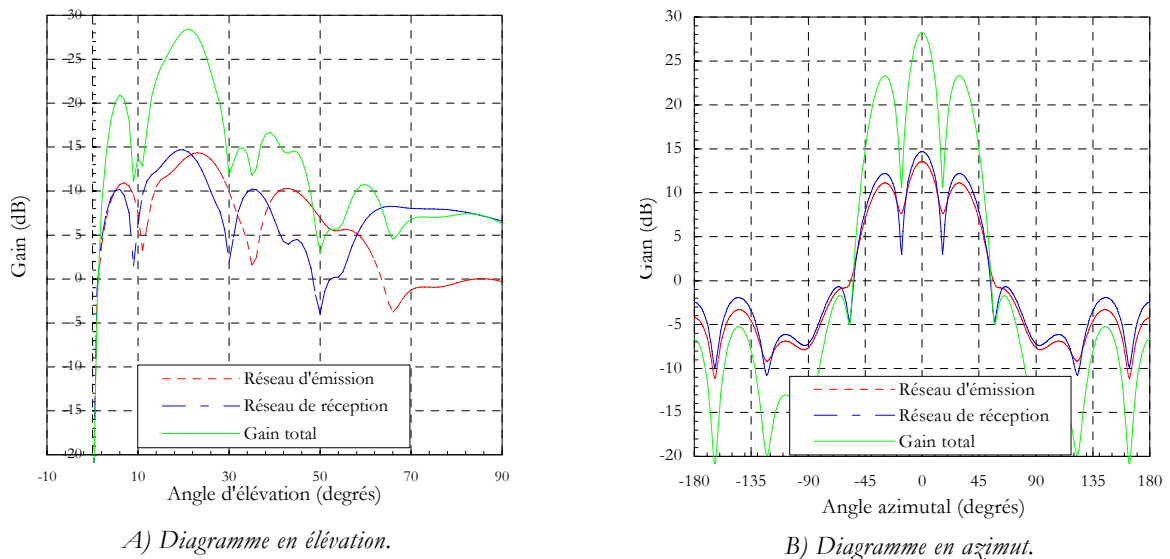 30
25
20
15
10
5
0
-5
-10
-15
-20
Gain (dB)
Réseau d'émission
Réseau de réception
Gain total
-10 10 30 50 70 90
Angle d'élévation (degrés)
A) Diagramme en élévation.
30
25
20
15
10
5
0
-5
-10
-15
-20
Gain (dB)
Réseau d'émission
Réseau de réception
Gain total
-180 -135 -90 -45 0 45 90 135 180
Angle azimutal (degrés)
B) Diagramme en azimut.